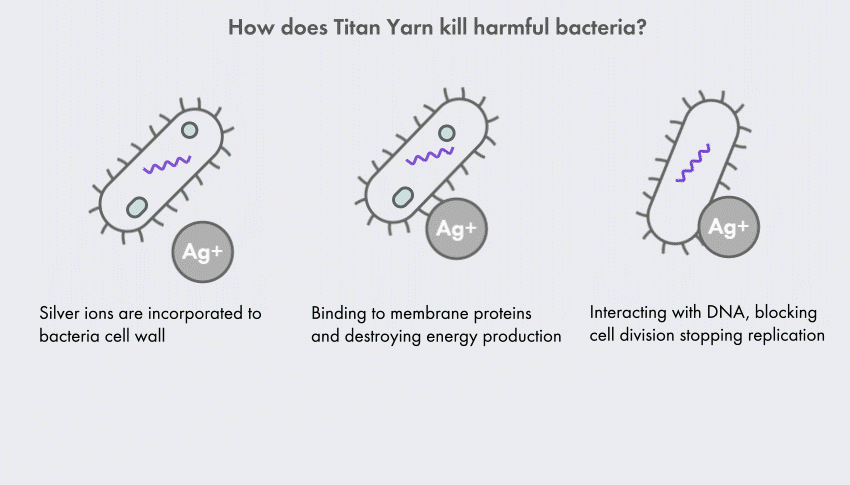 How does Titan Yarn kill harmful bacteria?
Ag+
Ag+
Ag+
Silver ions are incorporated to
bacteria cell wall
Binding to membrane proteins
and destroying energy production
Interacting with DNA, blocking
cell division stopping replication